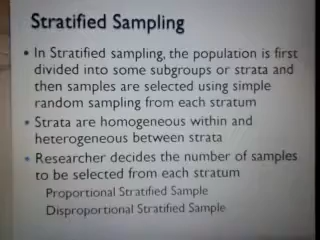 Stratified Sampling
• In Stratified sampling, the population is first
divided into some subgroups or strata and
then samples are selected using simple
random sampling from each stratum
• Strata are homogeneous within and
heterogeneous between strata
• Researcher decides the number of samples
to be selected from each stratum
Proportional Stratified Sample
Disproportional Stratified Sample